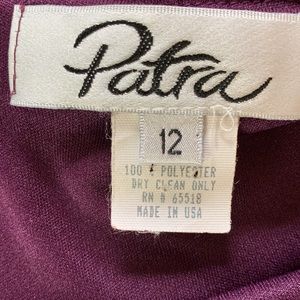 Patra
12
100% POLYESTER
DRY CLEAN ONLY
RN # 65518
MADE IN USA